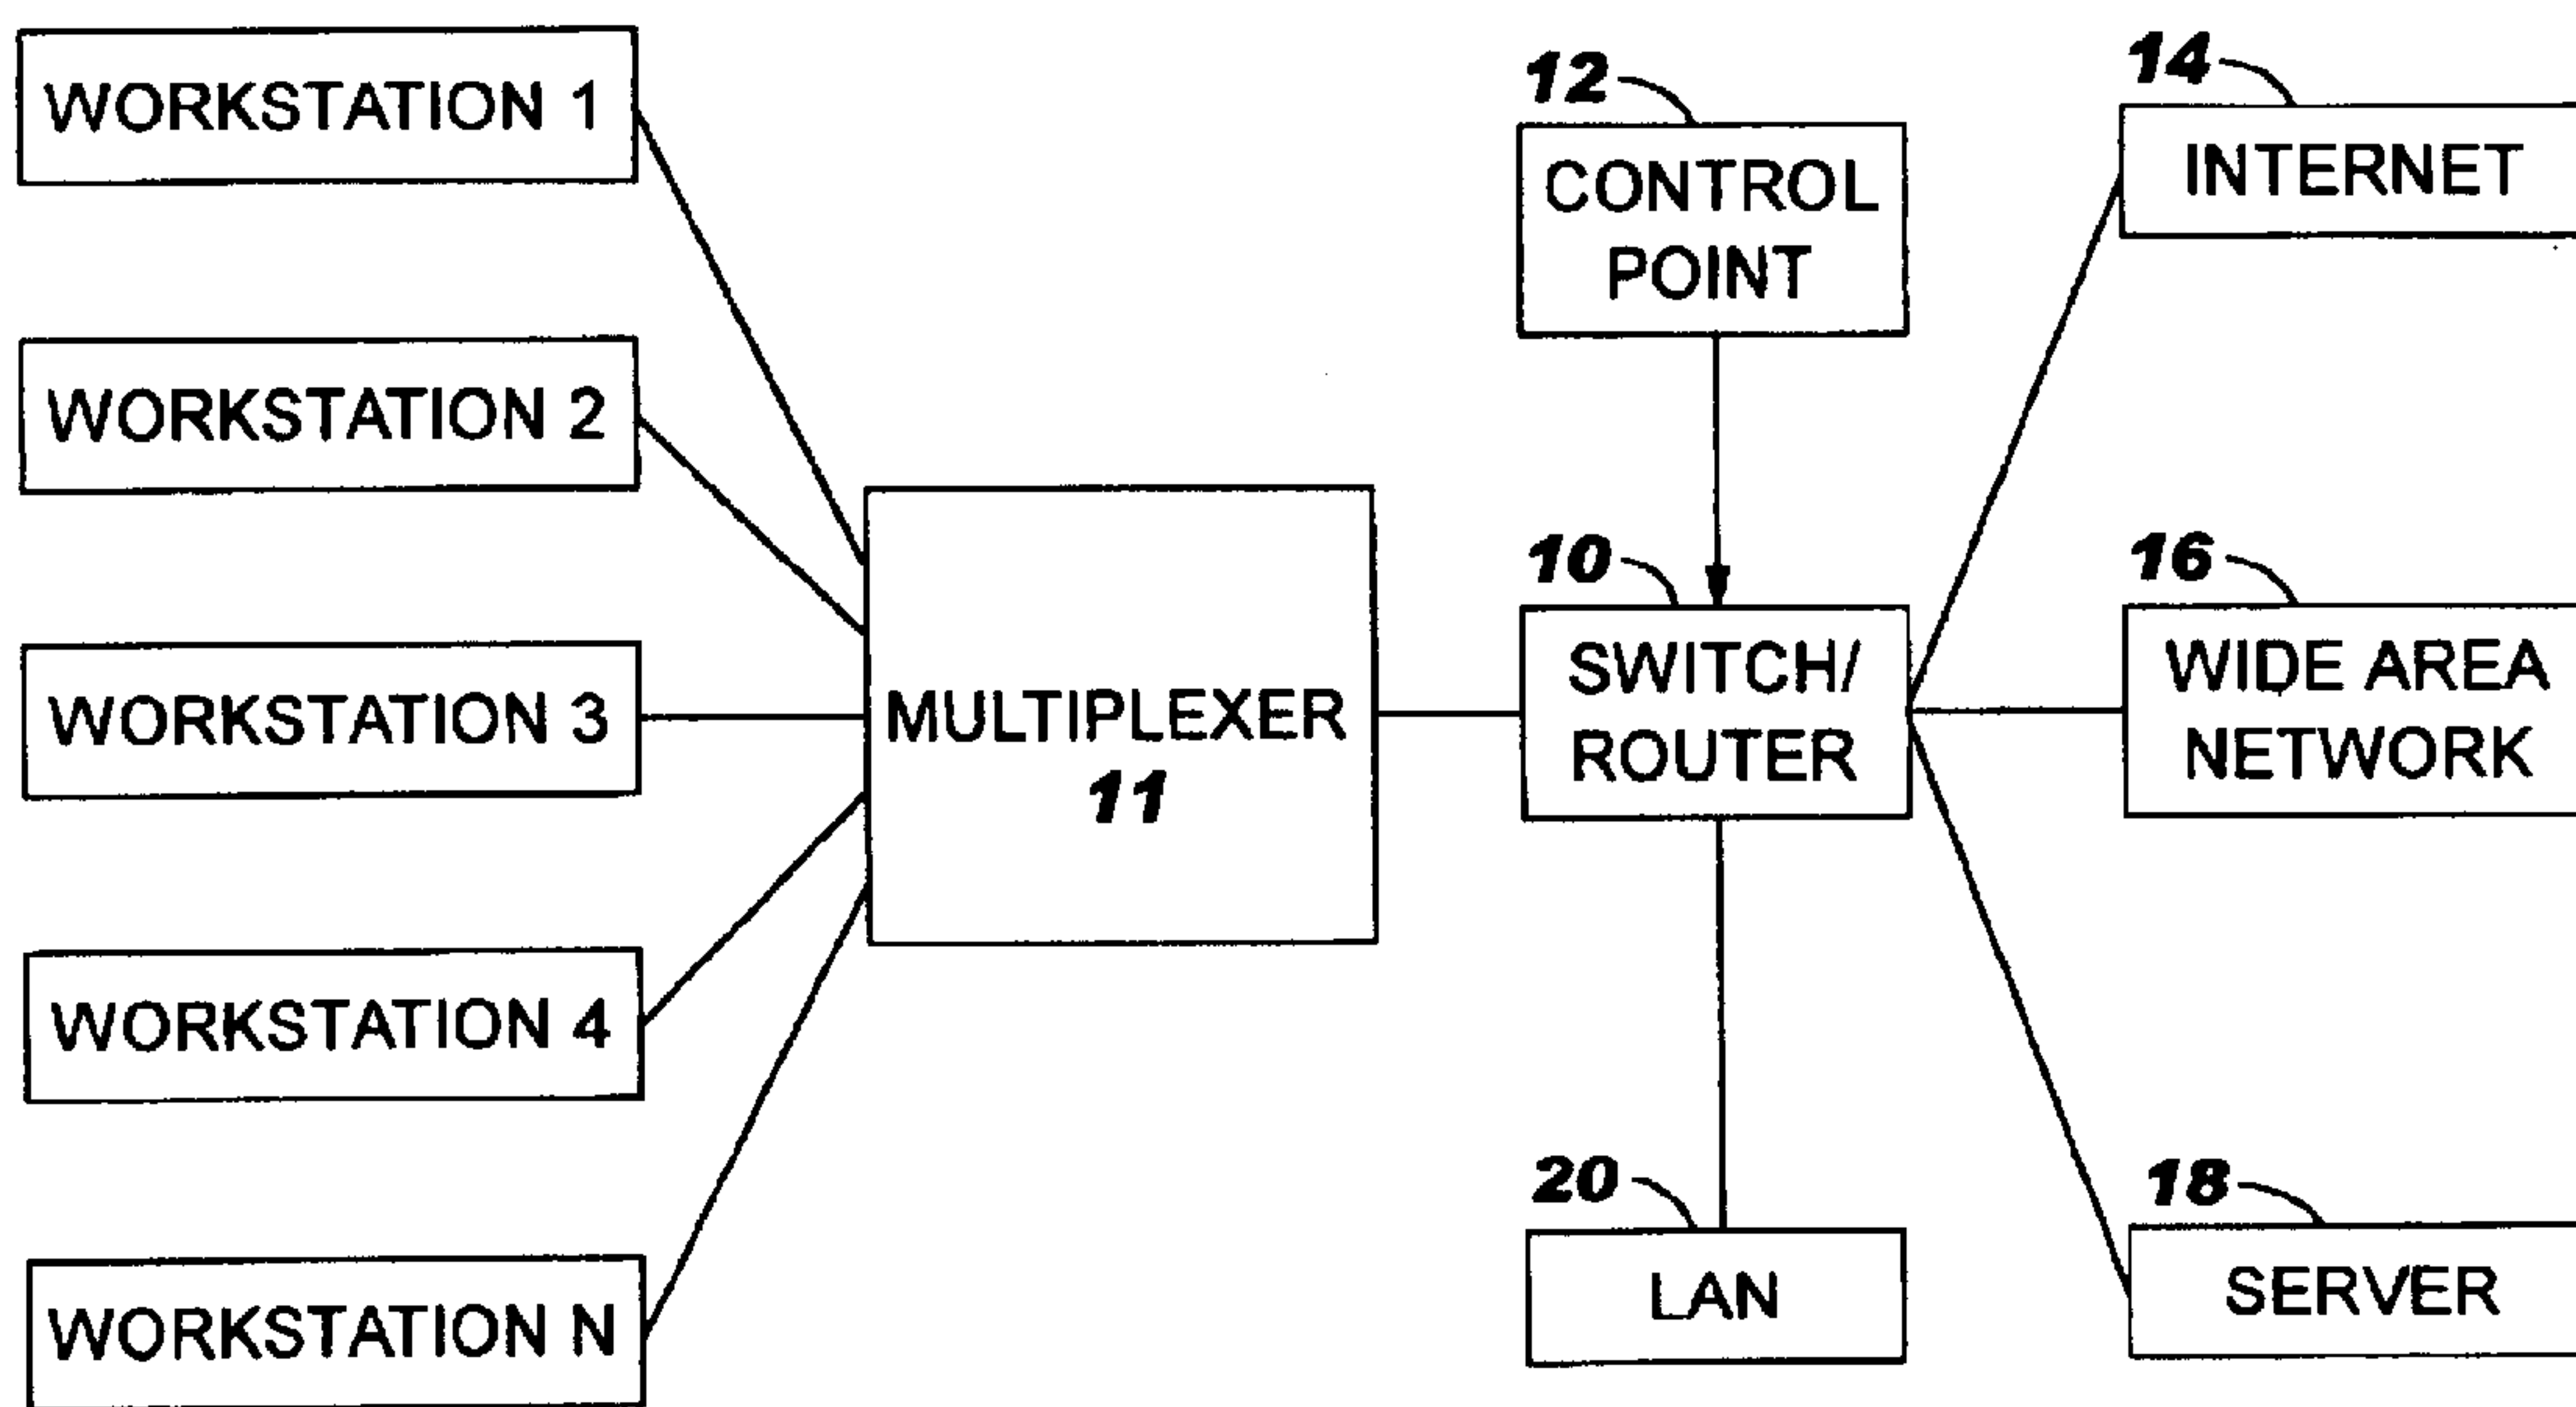 WORKSTATION 1
WORKSTATION 2
WORKSTATION 3
WORKSTATION 4
WORKSTATION N
MULTIPLEXER
11
12
CONTROL
POINT
10
SWITCH/
ROUTER
20
LAN
14
INTERNET
16
WIDE AREA
NETWORK
18
SERVER